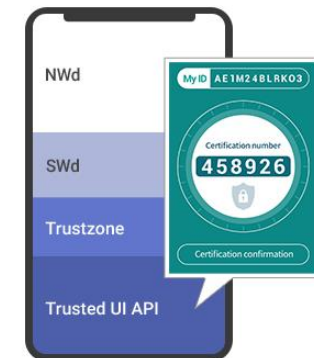 NWd
SWd
Trustzone
Trusted UI API
My ID AE1M24BLRKO3
Certification number
458926
Certification confirmation